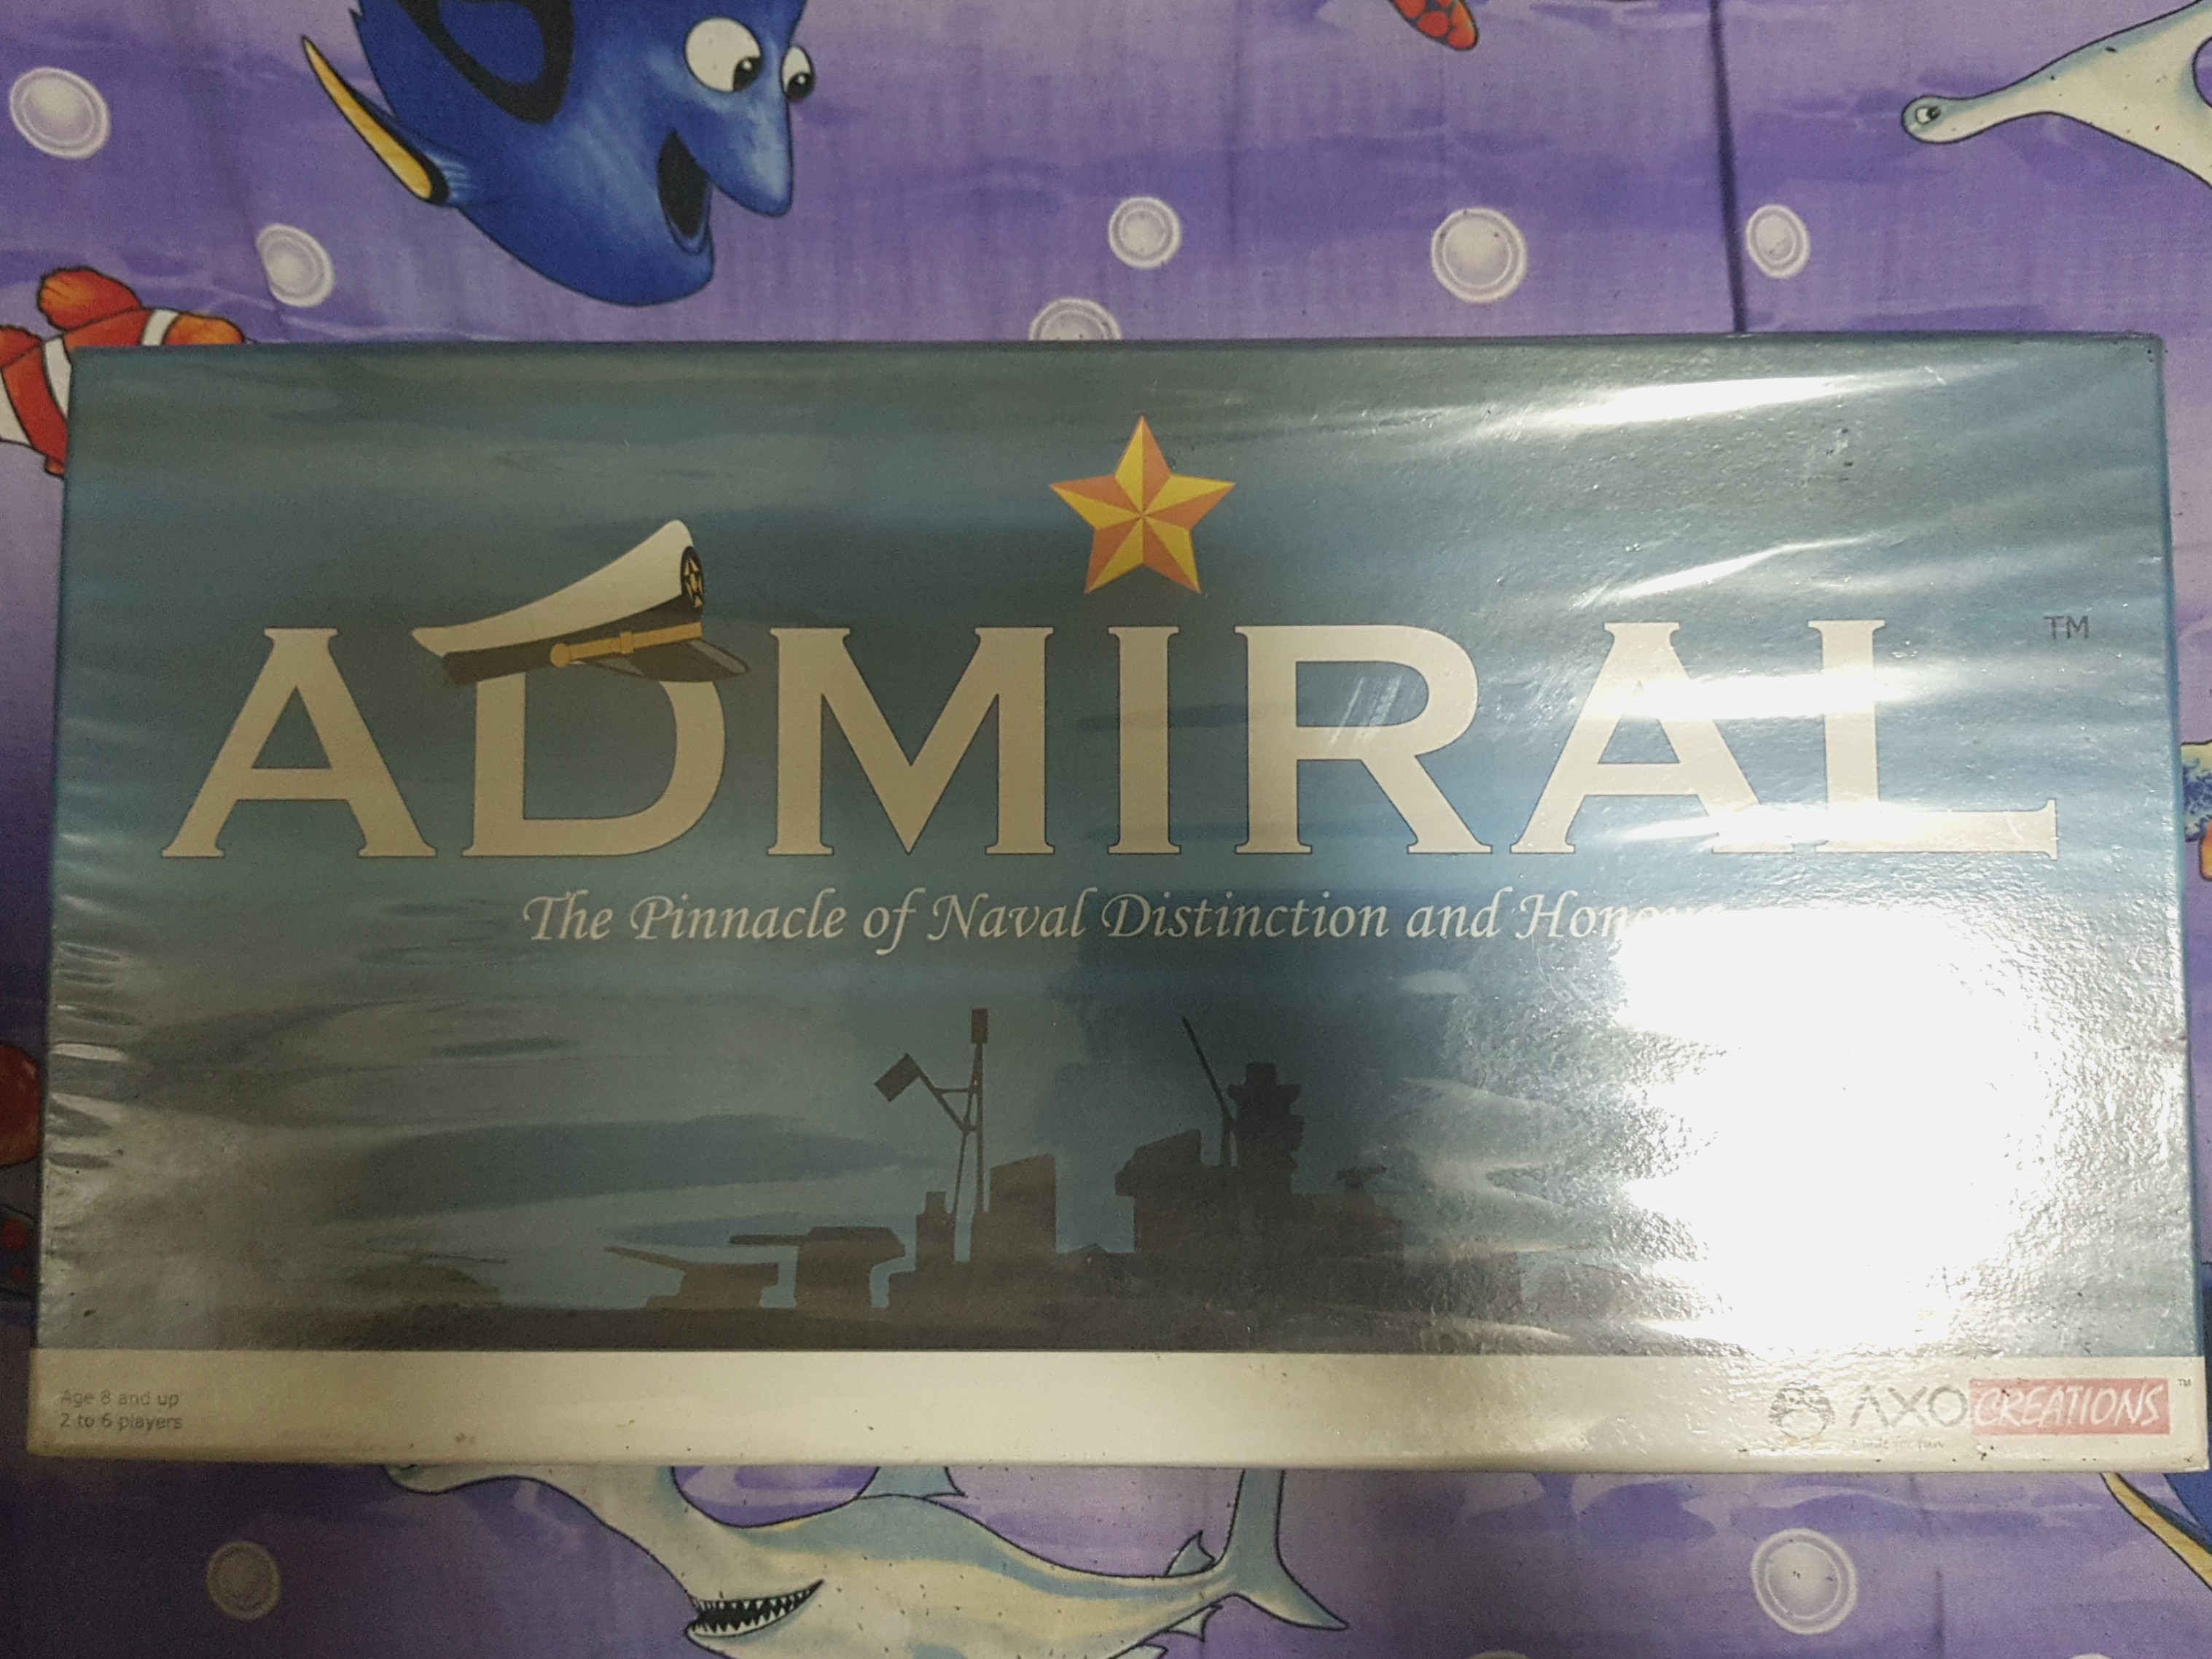 ADMIRAL TM
The Pinnacle of Naval Distinction and
Age 8 and up
2 to 6 players
AXO CREATIONS TM